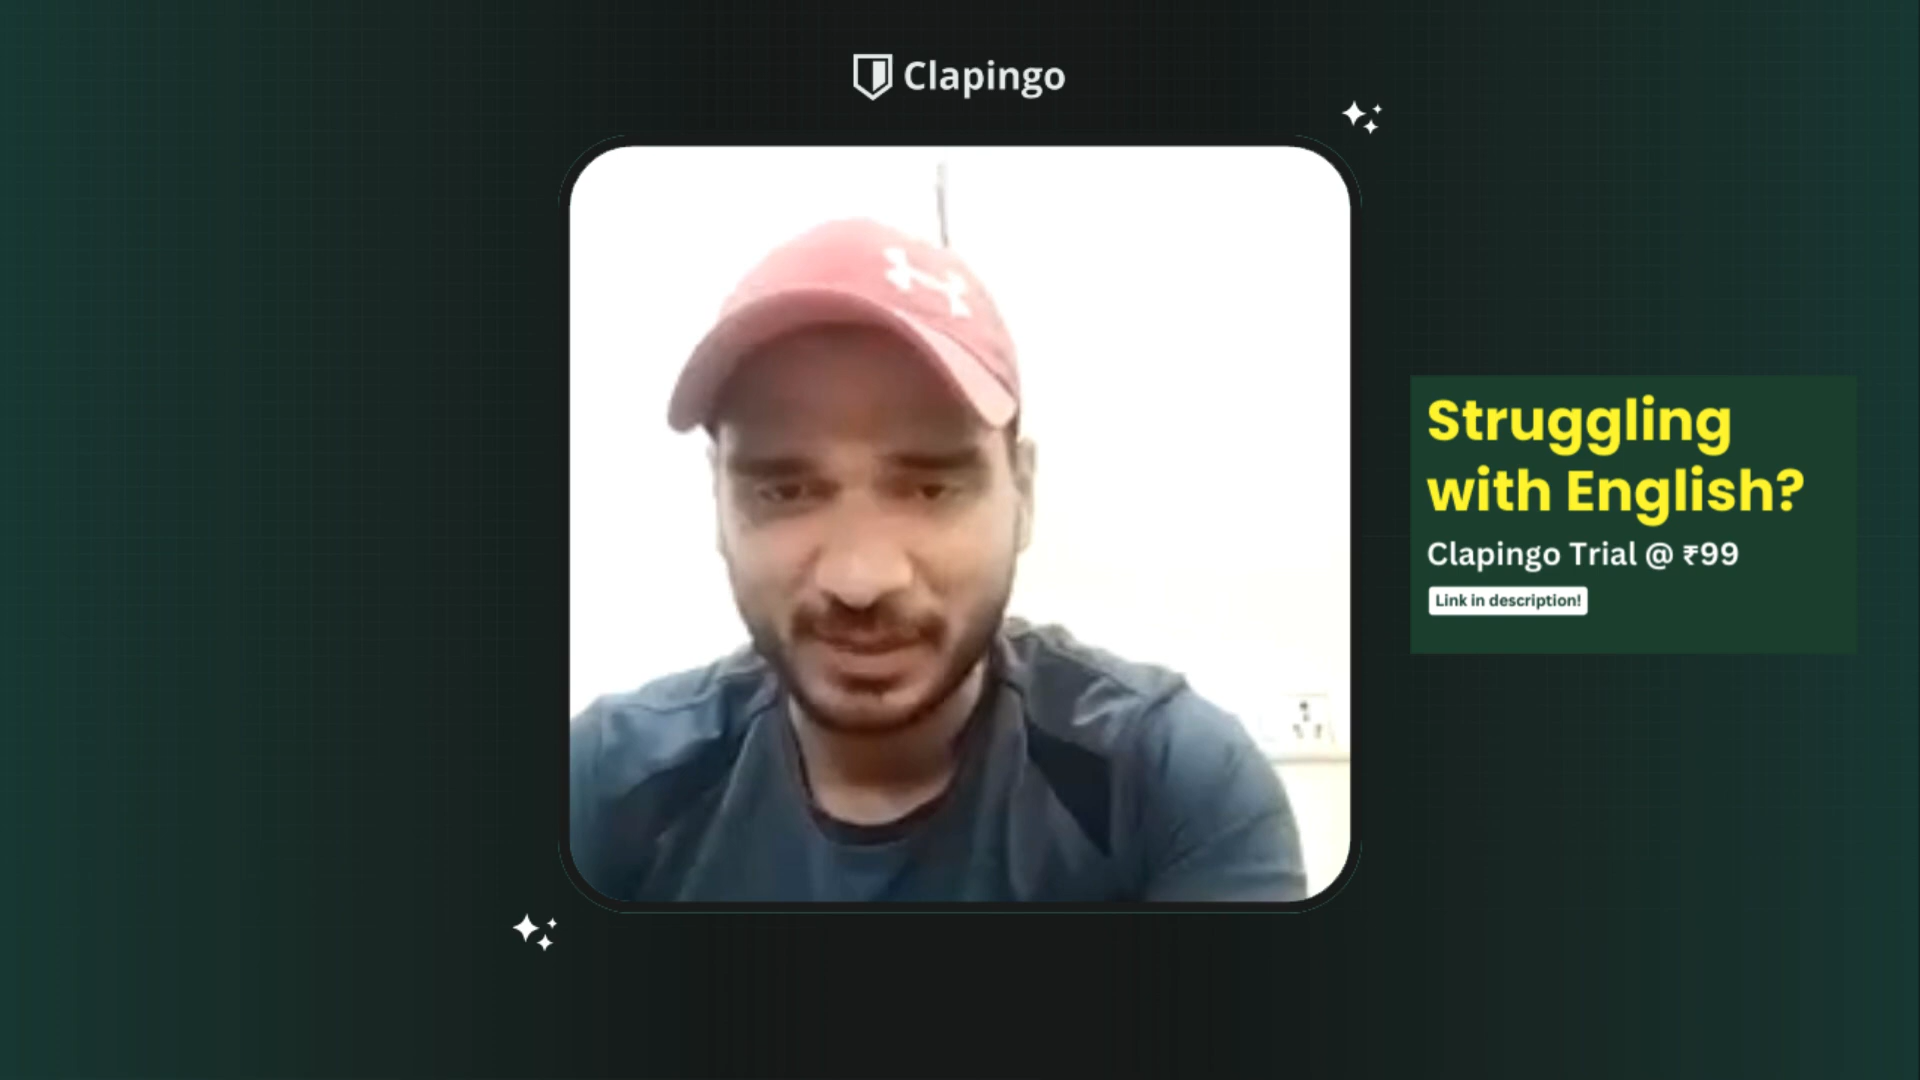 Clapingo
Struggling
with English?
Clapingo Trial @ ₹99
Link in description!